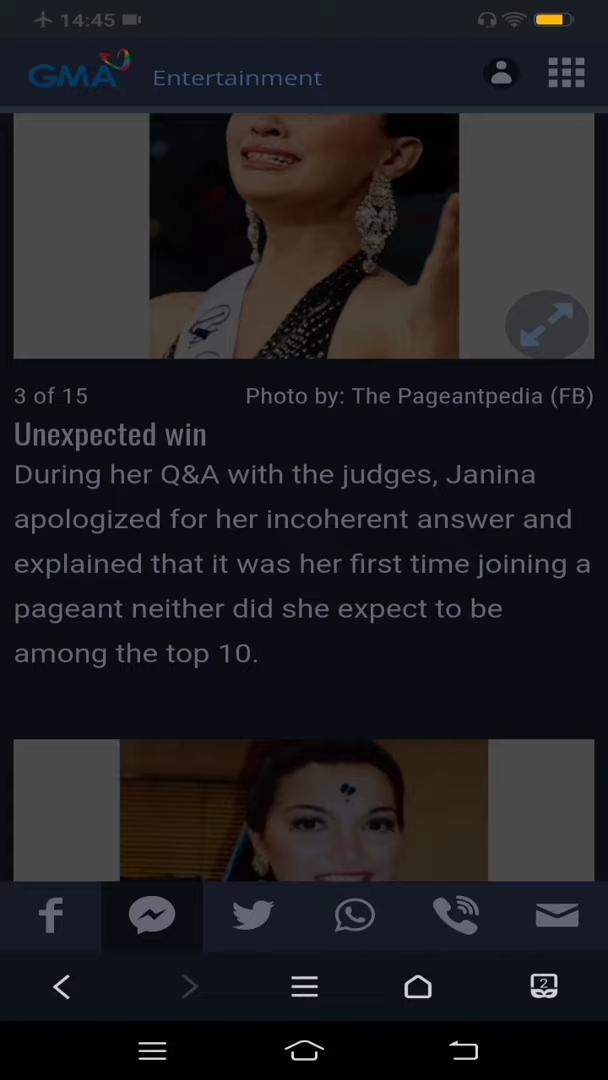 14:45
GMA Entertainment
3 of 15 Photo by: The Pageantpedia (FB)
Unexpected win
During her Q&A with the judges, Janina
apologized for her incoherent answer and
explained that it was her first time joining a
pageant neither did she expect to be
among the top 10.
2